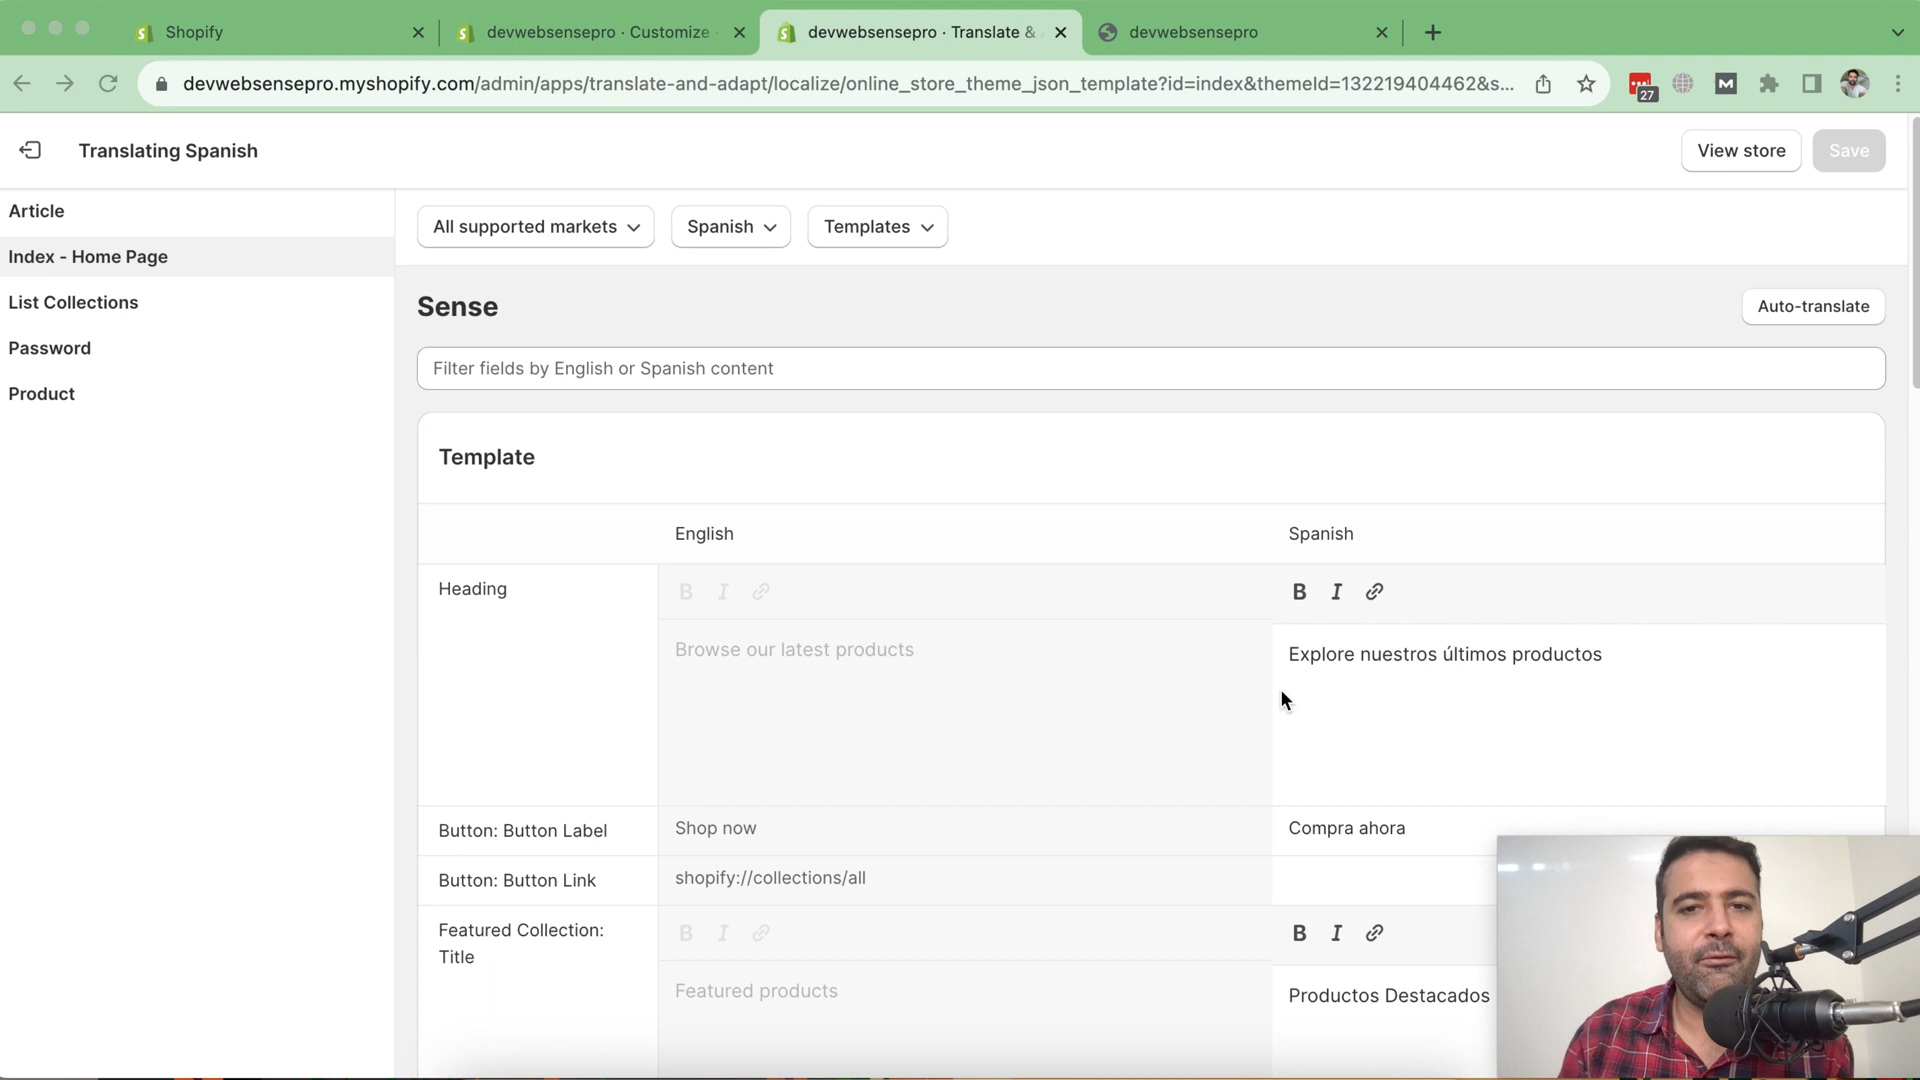 Shopify
devwebsensepro · Customize
devwebsensepro · Translate &
devwebsensepro
devwebsensepro.myshopify.com/admin/apps/translate-and-adapt/localize/online_store_theme_json_template?id=index&themeId=132219404462&s...
27
M
Translating Spanish
View store
Save
Article
Index - Home Page
List Collections
Password
Product
All supported markets
Spanish
Templates
Sense
Auto-translate
Filter fields by English or Spanish content
Template
English
Spanish
Heading
B I
B I
Browse our latest products
Explore nuestros últimos productos
Button: Button Label
Shop now
Compra ahora
Button: Button Link
shopify://collections/all
Featured Collection:
Title
B I
B I
Featured products
Productos Destacados